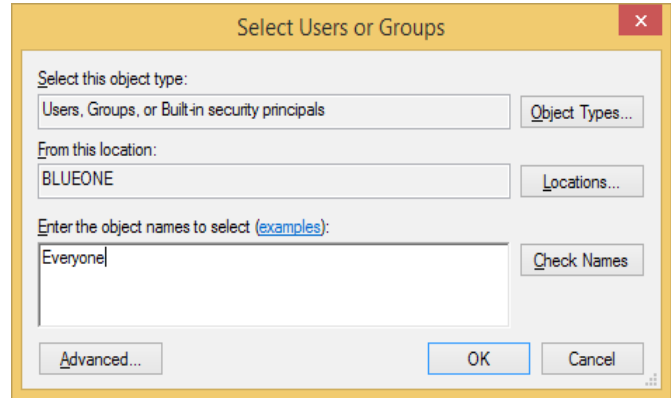 Select Users or Groups
Select this object type:
Users, Groups, or Built-in security principals
Object Types...
From this location:
BLUEONE
Locations...
Enter the object names to select (examples):
Everyone
Check Names
Advanced...
OK
Cancel